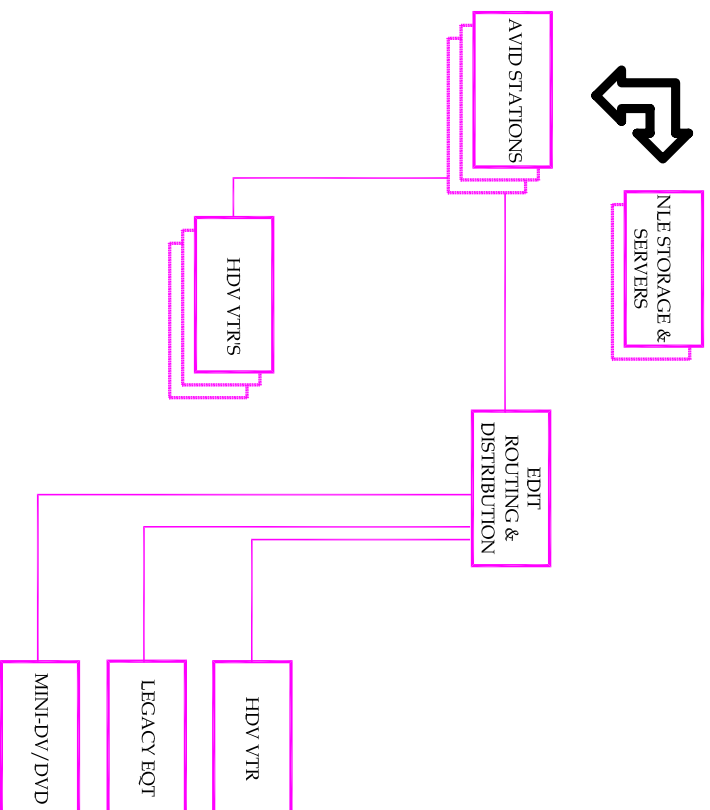 NLE STORAGE &
SERVERS
AVID STATIONS
EDIT
ROUTING &
DISTRIBUTION
HDV VTR'S
HDV VTR
LEGACY EQT
MINI-DV/DVD